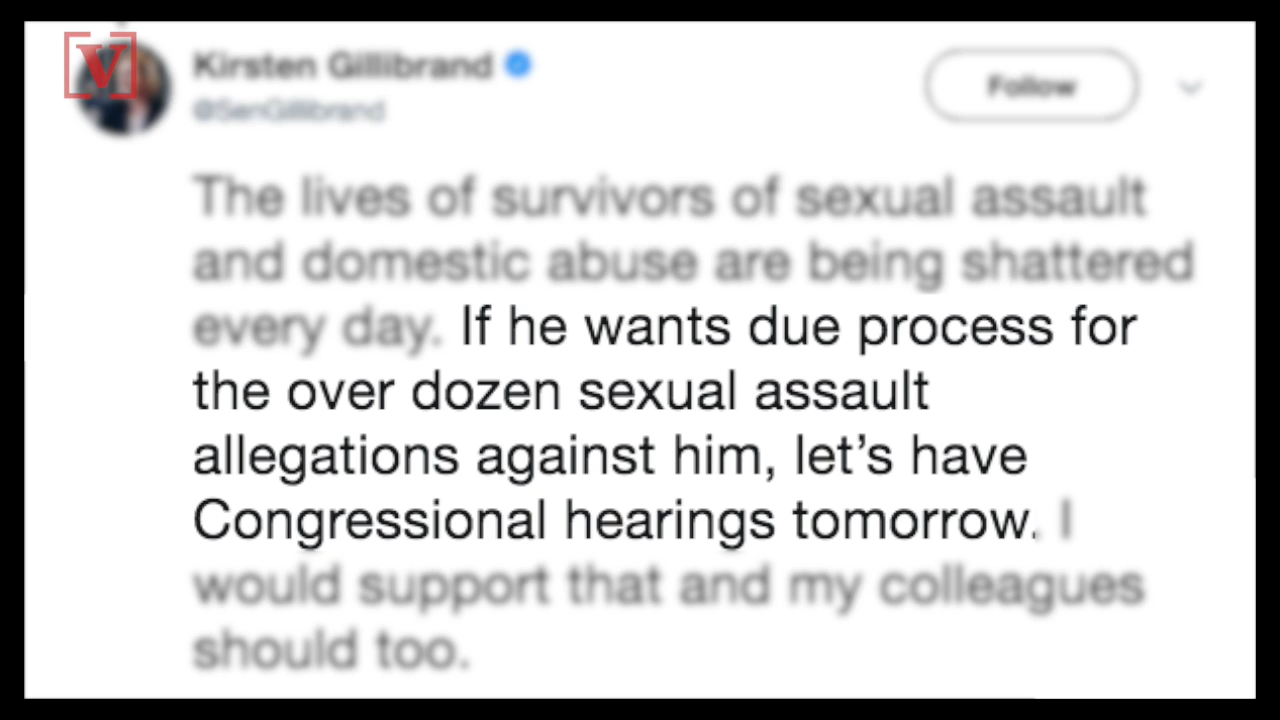 V
Kirsten Gillibrand
@SenGillibrand
Follow
The lives of survivors of sexual assault
and domestic abuse are being shattered
every day. If he wants due process for
the over dozen sexual assault
allegations against him, let’s have
Congressional hearings tomorrow. I
would support that and my colleagues
should too.